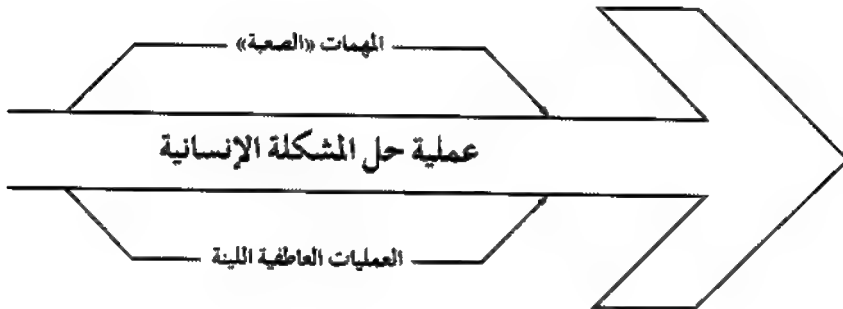 المهمات «الصعبة»
عملية حل المشكلة الإنسانية
العمليات العاطفية اللينة